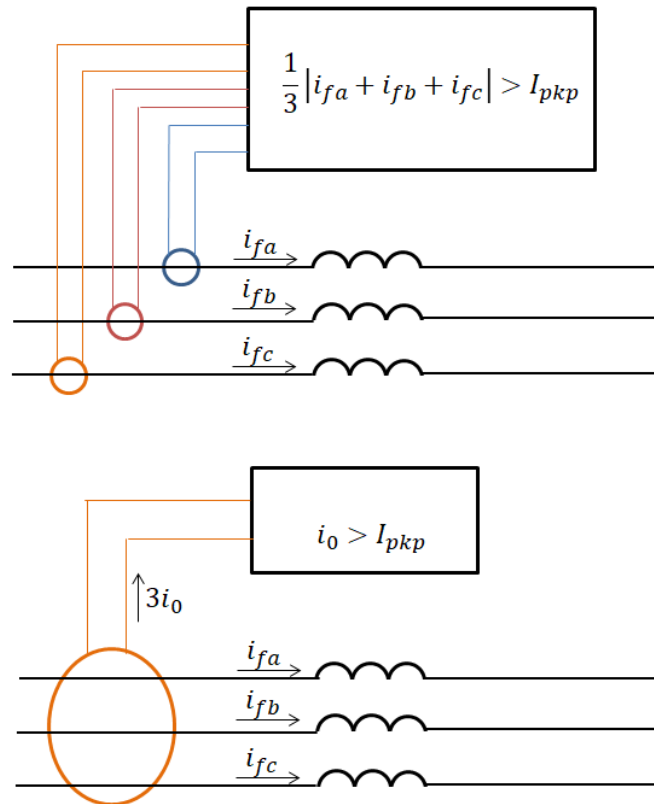 1/3 |i_fa + i_fb + i_fc| > I_pkp
i_fa
i_fb
i_fc
i_0 > I_pkp
3i_0
i_fa
i_fb
i_fc